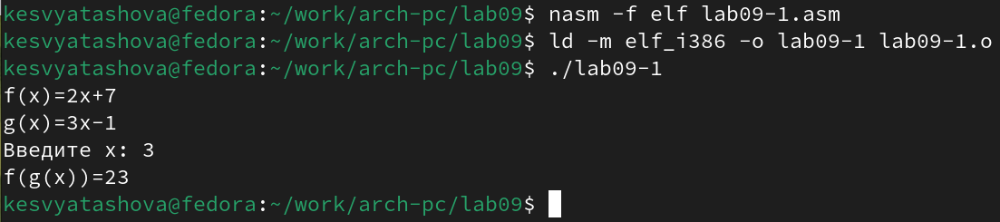 kesvyatashova@fedora:~/work/arch-pc/lab09$ nasm -f elf lab09-1.asm
kesvyatashova@fedora:~/work/arch-pc/lab09$ ld -m elf_i386 -o lab09-1 lab09-1.o
kesvyatashova@fedora:~/work/arch-pc/lab09$ ./lab09-1
f(x)=2x+7
g(x)=3x-1
Введите x: 3
f(g(x))=23
kesvyatashova@fedora:~/work/arch-pc/lab09$